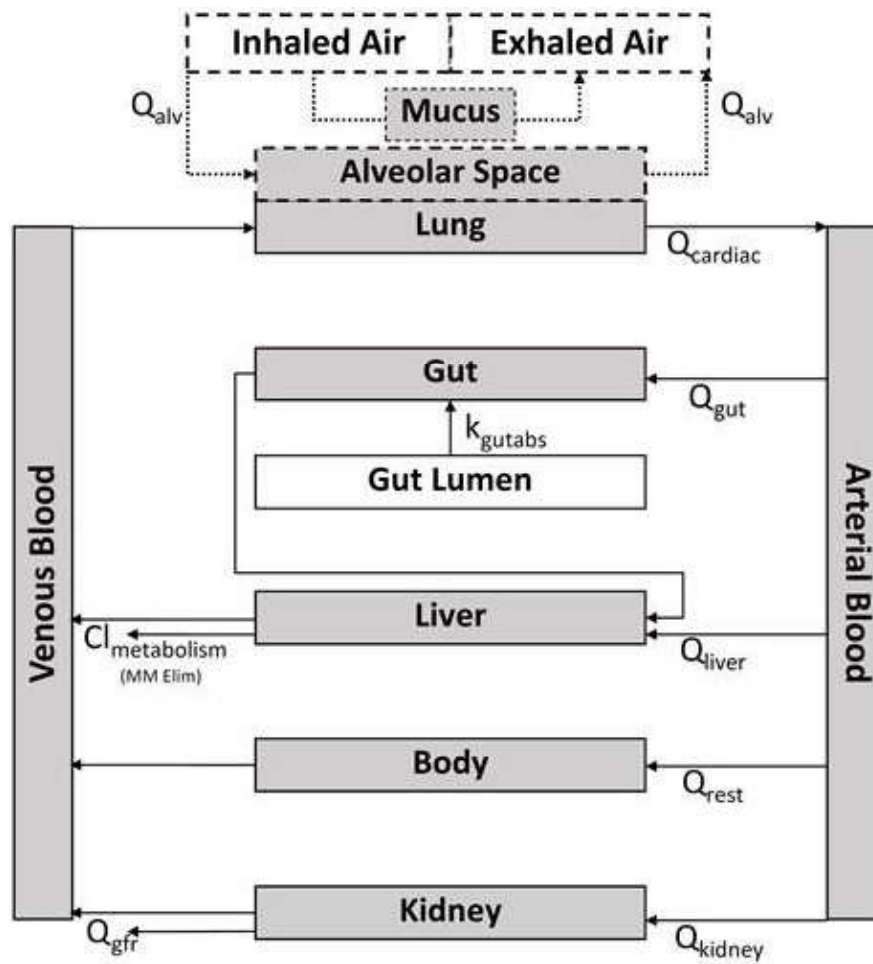 Inhaled Air
Exhaled Air
Q_alv
Mucus
Q_alv
Alveolar Space
Lung
Q_cardiac
Gut
Q_gut
k_gutabs
Gut Lumen
Venous Blood
Arterial Blood
Liver
Cl_metabolism
(MM Elim)
Q_liver
Body
Q_rest
Kidney
Q_gfr
Q_kidney